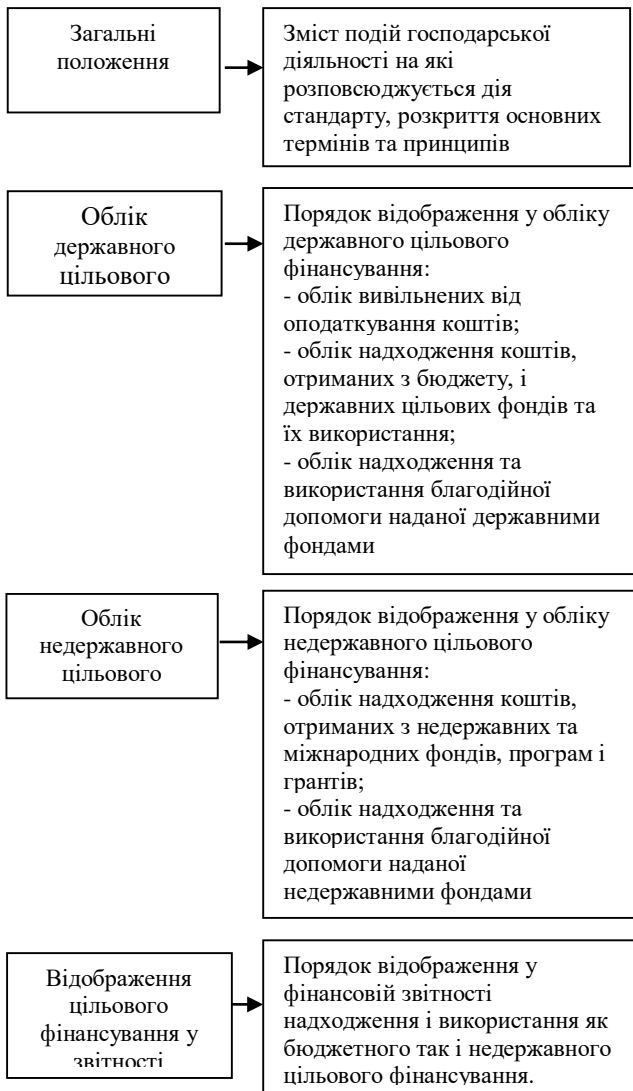 Загальні
положення
Зміст подій господарської
діяльності на які
розповсюджується дія
стандарту, розкриття основних
термінів та принципів
Облік
державного
цільового
Порядок відображення у обліку
державного цільового
фінансування:
- облік вивільнених від
оподаткування коштів;
- облік надходження коштів,
отриманих з бюджету, і
державних цільових фондів та
їх використання;
- облік надходження та
використання благодійної
допомоги наданої державними
фондами
Облік
недержавного
цільового
Порядок відображення у обліку
недержавного цільового
фінансування:
- облік надходження коштів,
отриманих з недержавних та
міжнародних фондів, програм і
грантів;
- облік надходження та
використання благодійної
допомоги наданої
недержавними фондами
Відображення
цільового
фінансування у
звітності
Порядок відображення у
фінансовій звітності
надходження і використання як
бюджетного так і недержавного
цільового фінансування.